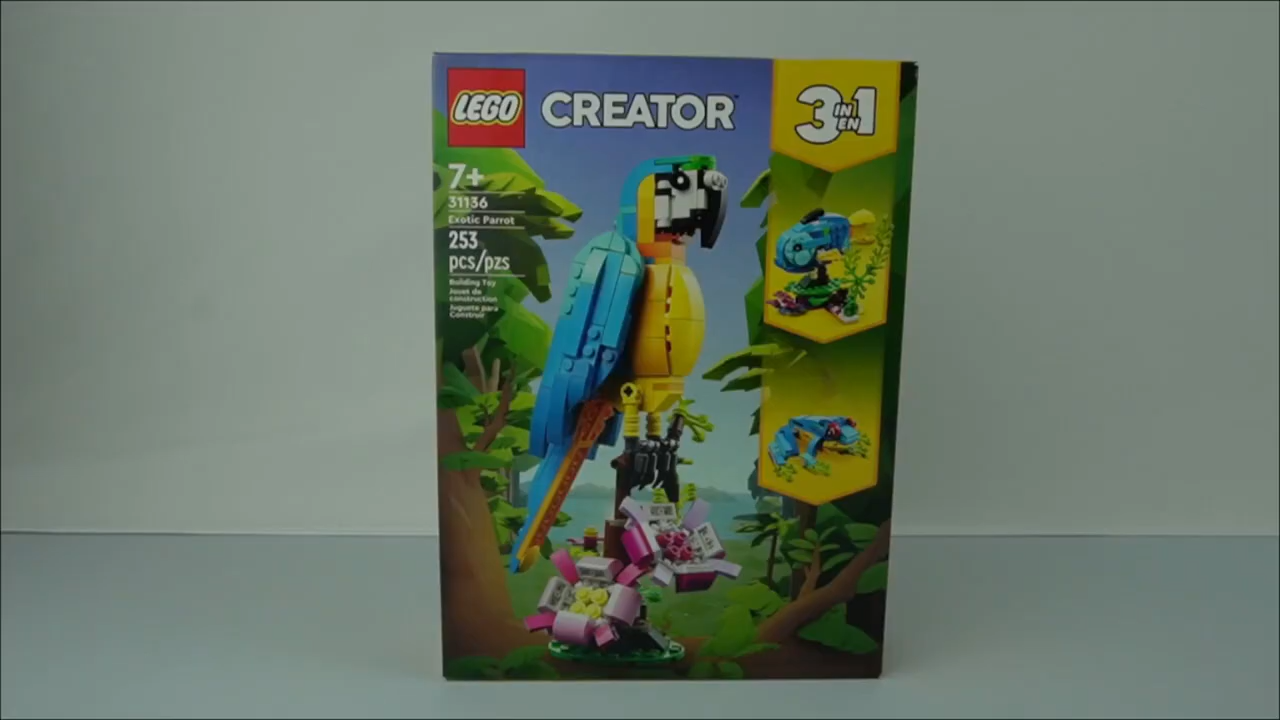 LEGO CREATOR™
3 IN EN 1
7+
31136
Exotic Parrot
253
pcs/pzs
Building Toy
Jouet de
construction
Juguete para
Construir